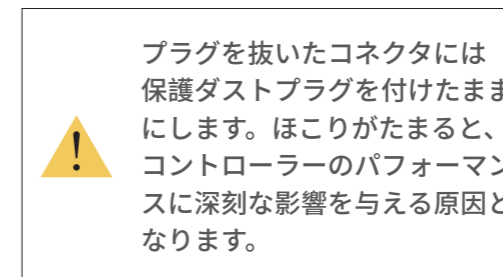 プラグを抜いたコネクタには
保護ダストプラグを付けたまま
にします。ほこりがたまると、
コントローラーのパフォーマン
スに深刻な影響を与える原因と
なります。